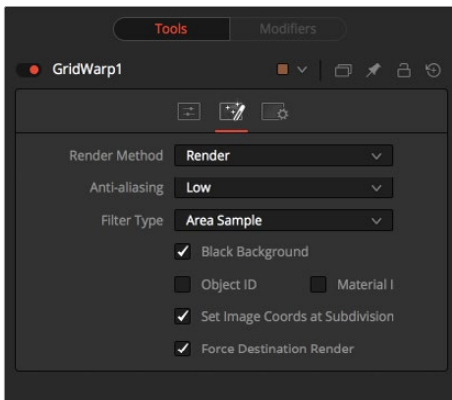 Tools Modifiers
GridWarp1
Render Method Render
Anti-aliasing Low
Filter Type Area Sample
Black Background
Object ID Material I
Set Image Coords at Subdivision
Force Destination Render